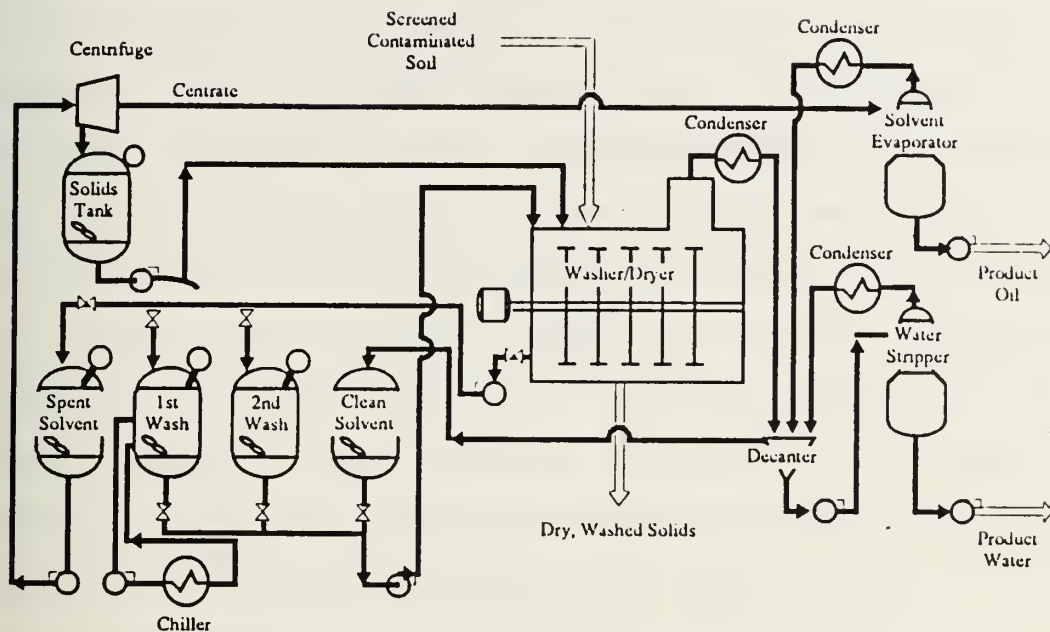 Screened
Contaminated
Soil
Condenser
Centrifuge
Centrate
Condenser
Solvent
Evaporator
Solids
Tank
Washer/Dryer
Condenser
Product
Oil
Water
Stripper
Spent
Solvent
1st
Wash
2nd
Wash
Clean
Solvent
Decanter
Dry, Washed Solids
Product
Water
Chiller